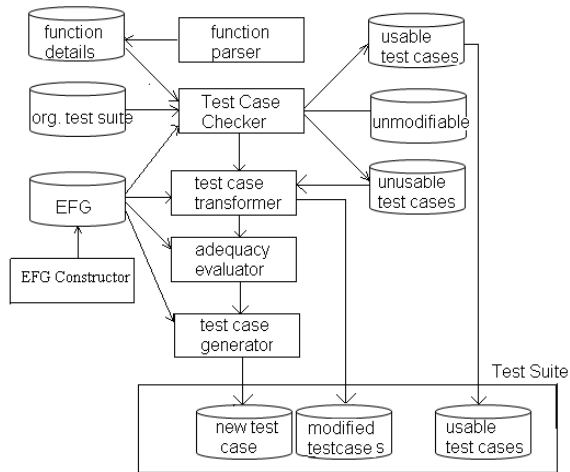 function
details
function
parser
usable
test cases
org. test suite
Test Case
Checker
unmodifiable
EFG
test case
transformer
unusable
test cases
EFG Constructor
adequacy
evaluator
test case
generator
Test Suite
new test
case
modified
testcase s
usable
test cases